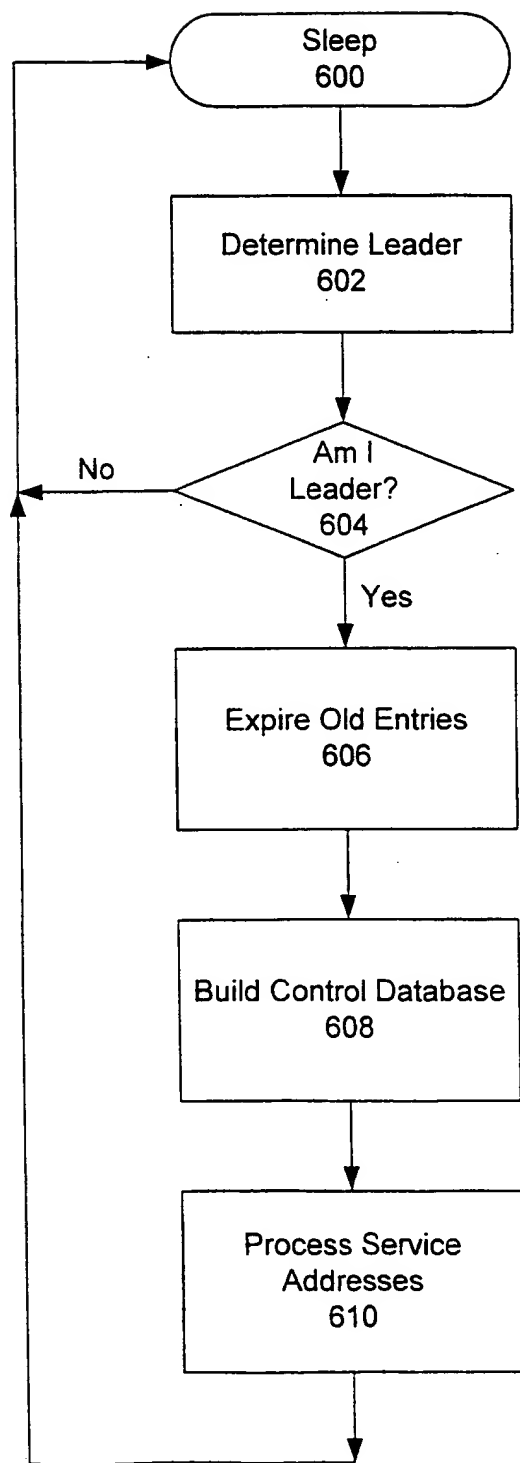 Sleep
600
Determine Leader
602
Am I
Leader?
604
No
Yes
Expire Old Entries
606
Build Control Database
608
Process Service
Addresses
610